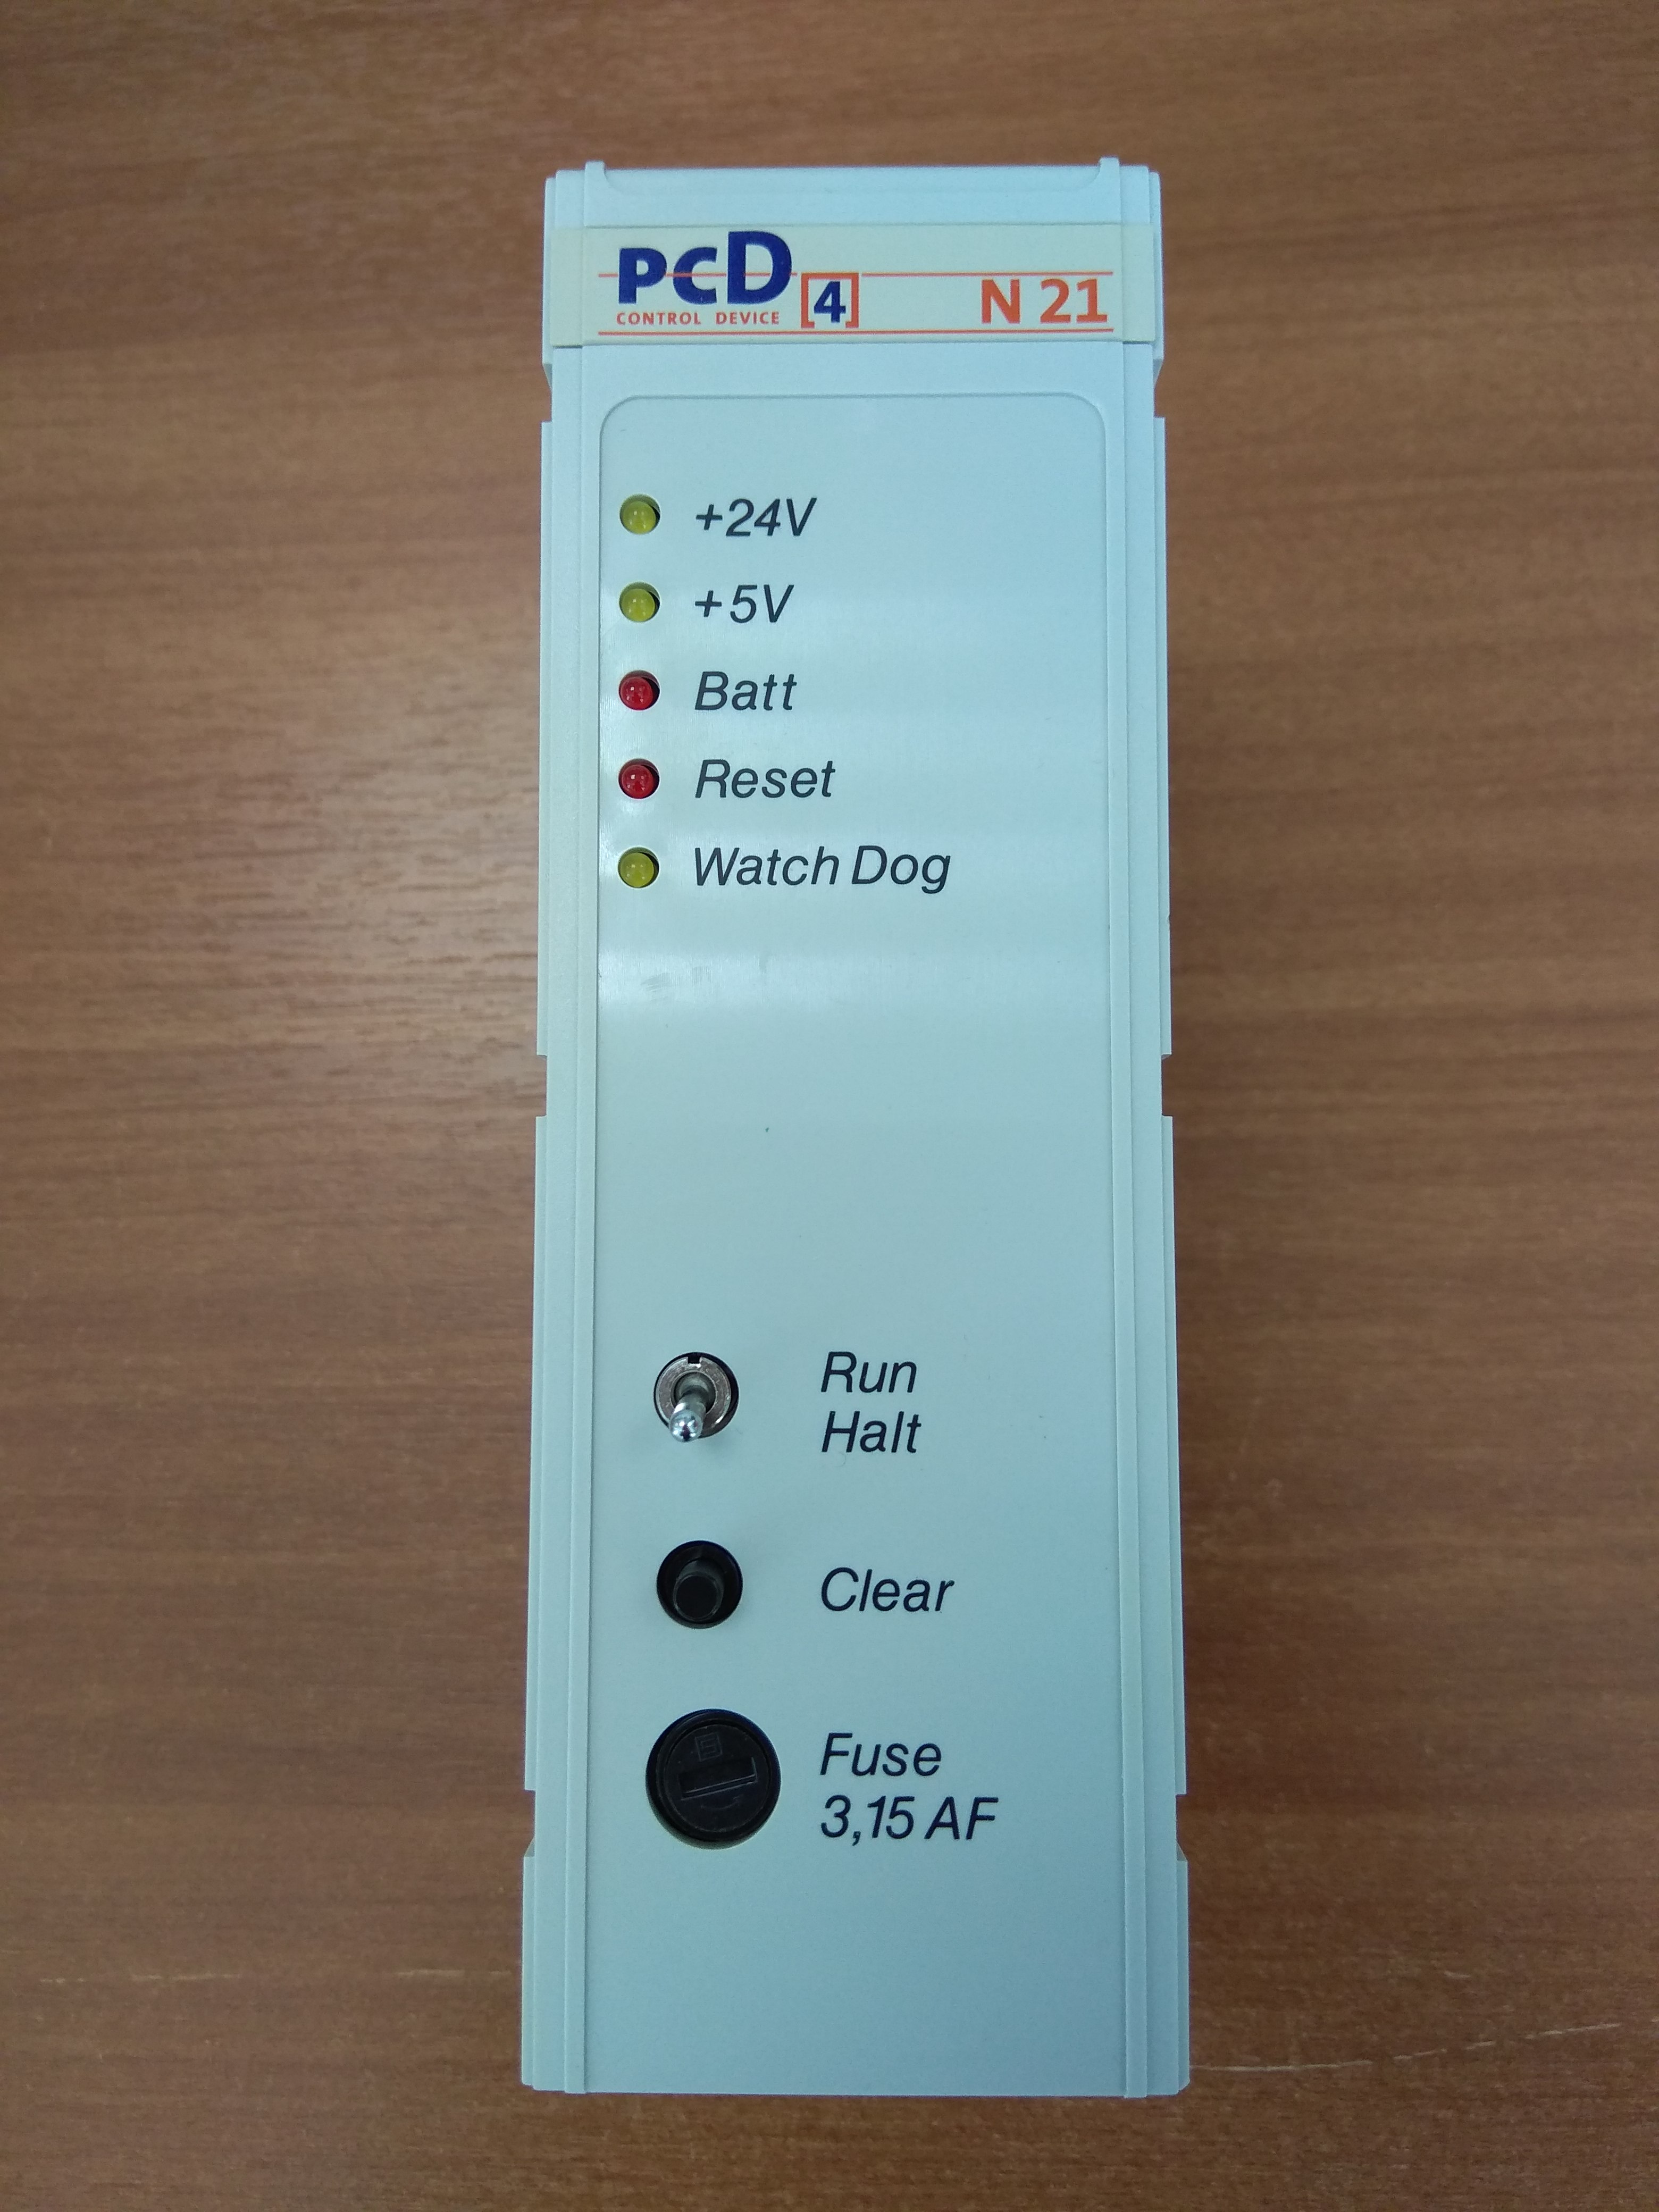 PCD [4] N 21
CONTROL DEVICE
+24V
+5V
Batt
Reset
Watch Dog
Run
Halt
Clear
Fuse
3,15 AF